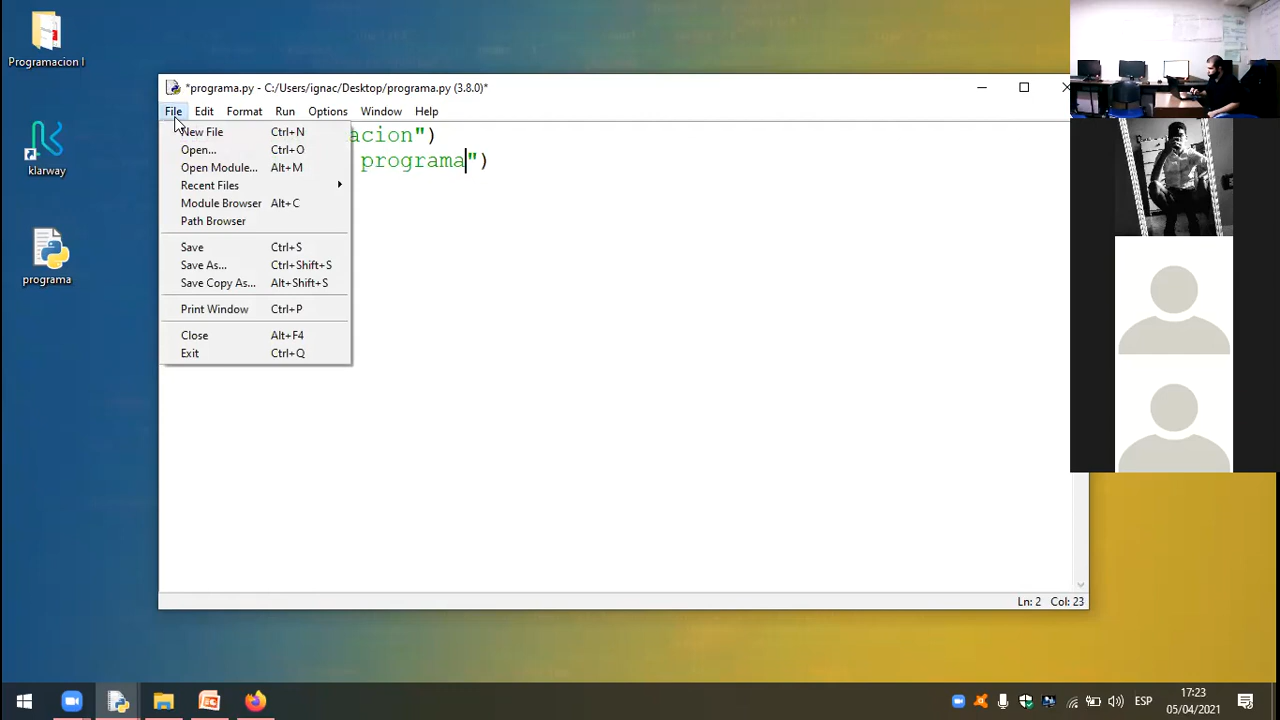 Programacion I
klarway
programa
*programa.py - C:/Users/ignac/Desktop/programa.py (3.8.0)*
File Edit Format Run Options Window Help
New File Ctrl+N
Open... Ctrl+O
Open Module... Alt+M
Recent Files
Module Browser Alt+C
Path Browser
Save Ctrl+S
Save As... Ctrl+Shift+S
Save Copy As... Alt+Shift+S
Print Window Ctrl+P
Close Alt+F4
Exit Ctrl+Q
acion")
programa")
Ln: 2 Col: 23
ESP
17:23
05/04/2021